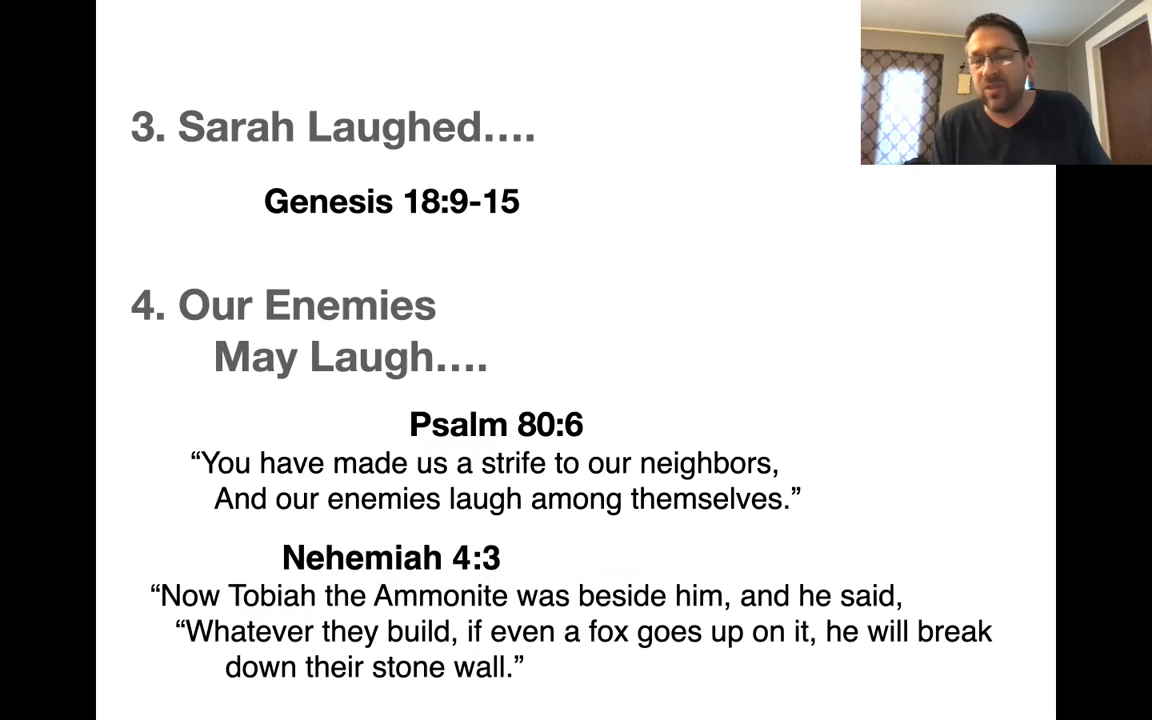 3. Sarah Laughed....
Genesis 18:9-15
4. Our Enemies
May Laugh....
Psalm 80:6
“You have made us a strife to our neighbors,
And our enemies laugh among themselves.”
Nehemiah 4:3
“Now Tobiah the Ammonite was beside him, and he said,
“Whatever they build, if even a fox goes up on it, he will break
down their stone wall.”